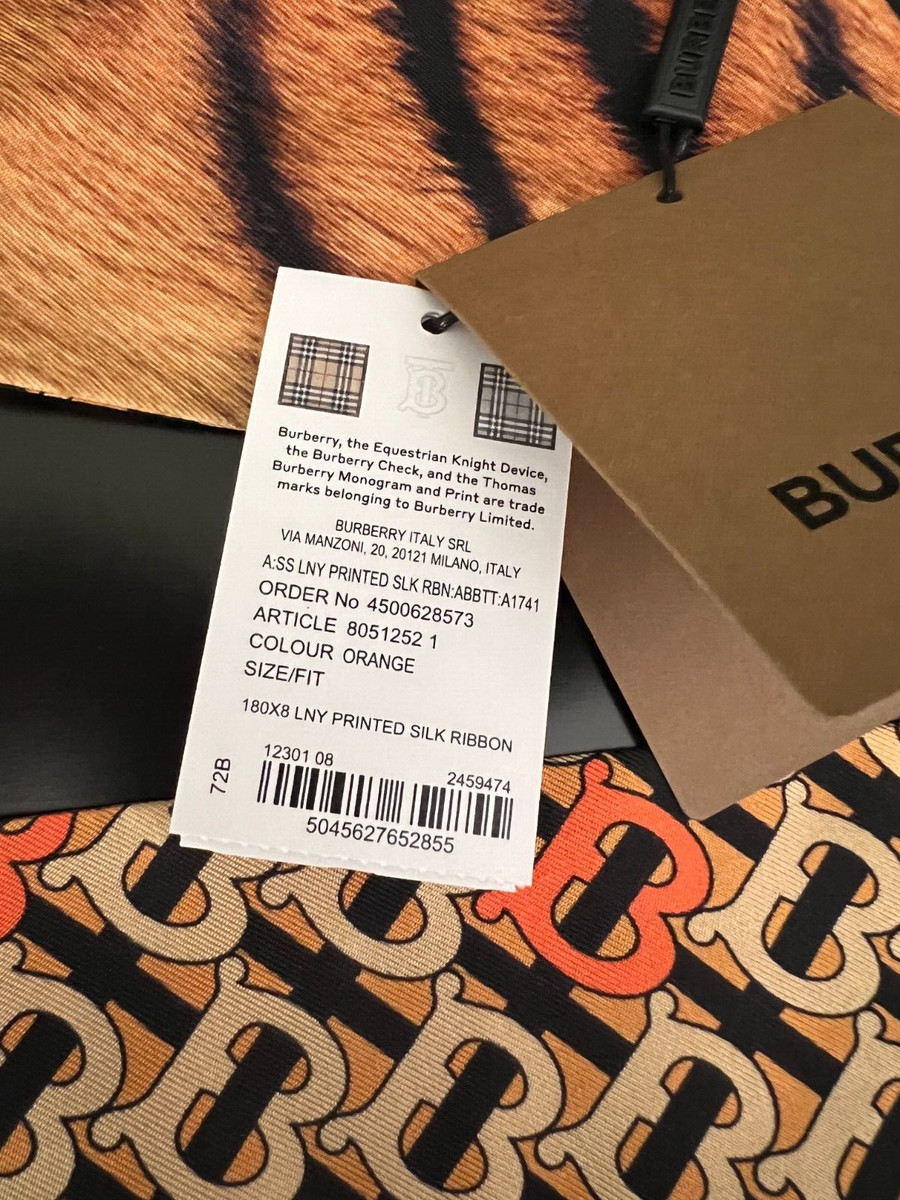 Burberry, the Equestrian Knight Device,
the Burberry Check, and the Thomas
Burberry Monogram and Print are trade
marks belonging to Burberry Limited.
BURBERRY ITALY SRL
VIA MANZONI, 20, 20121 MILANO, ITALY
A:SS LNY PRINTED SLK RBN:ABBTT:A1741
ORDER No 4500628573
ARTICLE 8051252 1
COLOUR ORANGE
SIZE/FIT
180X8 LNY PRINTED SILK RIBBON
72B
12301 08
2459474
5045627652855